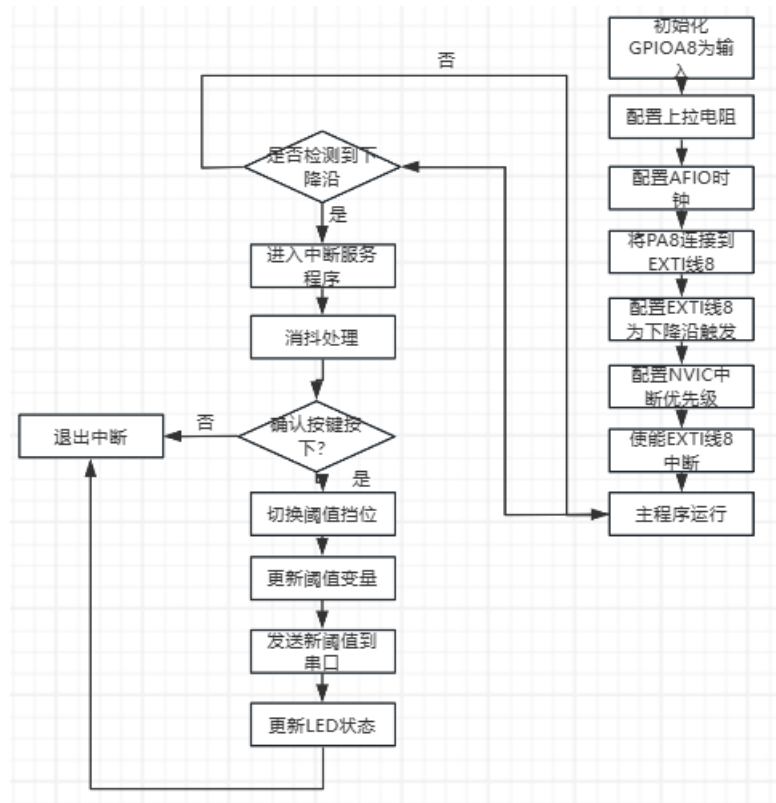 初始化
GPIOA8为输
入
配置上拉电阻
配置AFIO时
钟
将PA8连接到
EXTI线8
配置EXTI线8
为下降沿触发
配置NVIC中
断优先级
使能EXTI线8
中断
主程序运行
否
是否检测到下
降沿
是
进入中断服务
程序
消抖处理
确认按键按
下?
否
退出中断
是
切换阈值挡位
更新阈值变量
发送新阈值到
串口
更新LED状态